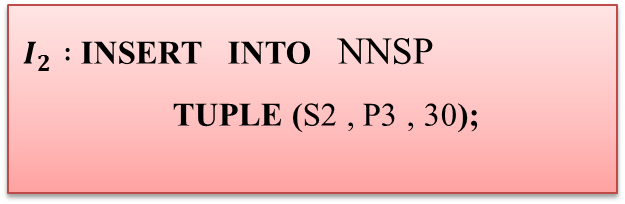 I₂ : INSERT INTO NNSP
TUPLE (S2 , P3 , 30);